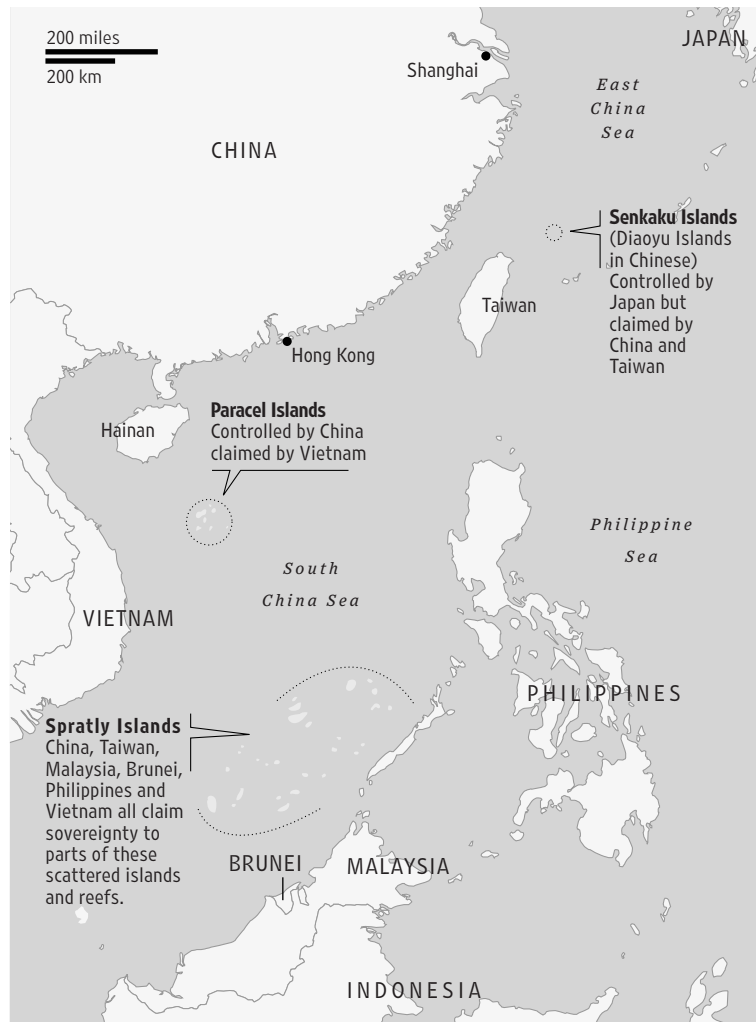 200 miles
200 km
JAPAN
Shanghai
East
China
Sea
CHINA
Senkaku Islands
(Diaoyu Islands
in Chinese)
Controlled by
Japan but
claimed by
China and
Taiwan
Taiwan
Hong Kong
Paracel Islands
Controlled by China
claimed by Vietnam
Hainan
Philippine
Sea
South
China Sea
VIETNAM
PHILIPPINES
Spratly Islands
China, Taiwan,
Malaysia, Brunei,
Philippines and
Vietnam all claim
sovereignty to
parts of these
scattered islands
and reefs.
BRUNEI
MALAYSIA
INDONESIA